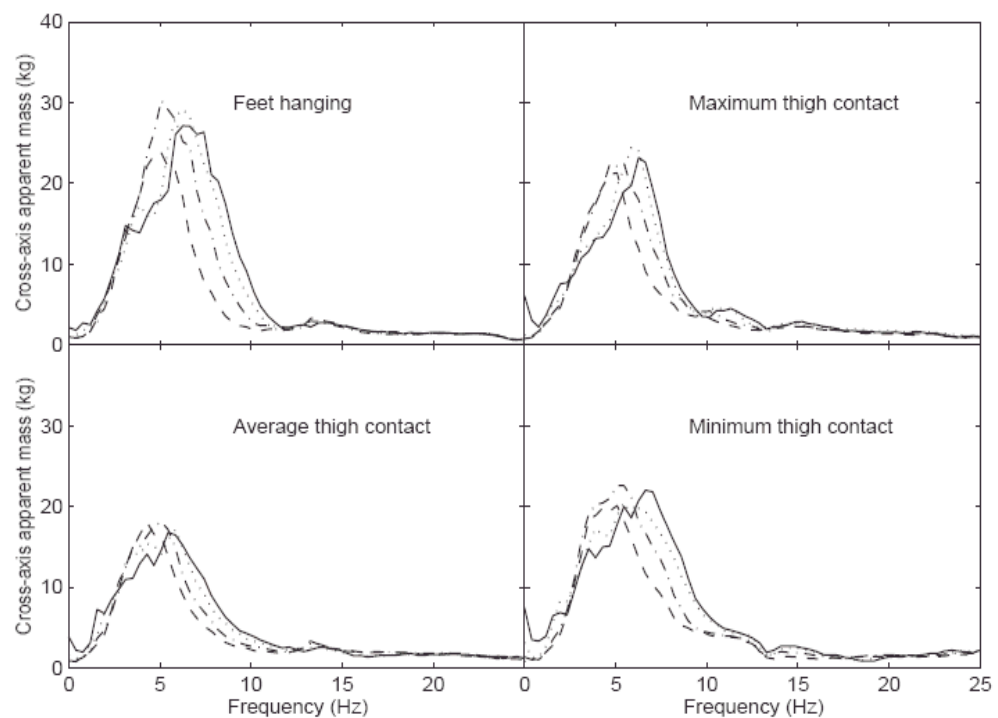 40
30
20
10
0
Cross-axis apparent mass (kg)
Feet hanging
Maximum thigh contact
30
20
10
0
Cross-axis apparent mass (kg)
Average thigh contact
Minimum thigh contact
0 5 10 15 20 0 5 10 15 20 25
Frequency (Hz) Frequency (Hz)